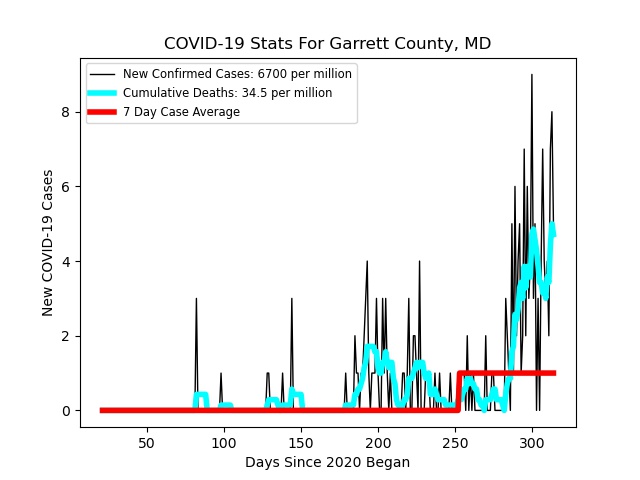 COVID-19 Stats For Garrett County, MD
New Confirmed Cases: 6700 per million
Cumulative Deaths: 34.5 per million
7 Day Case Average
New COVID-19 Cases
8
6
4
2
0
50 100 150 200 250 300
Days Since 2020 Began